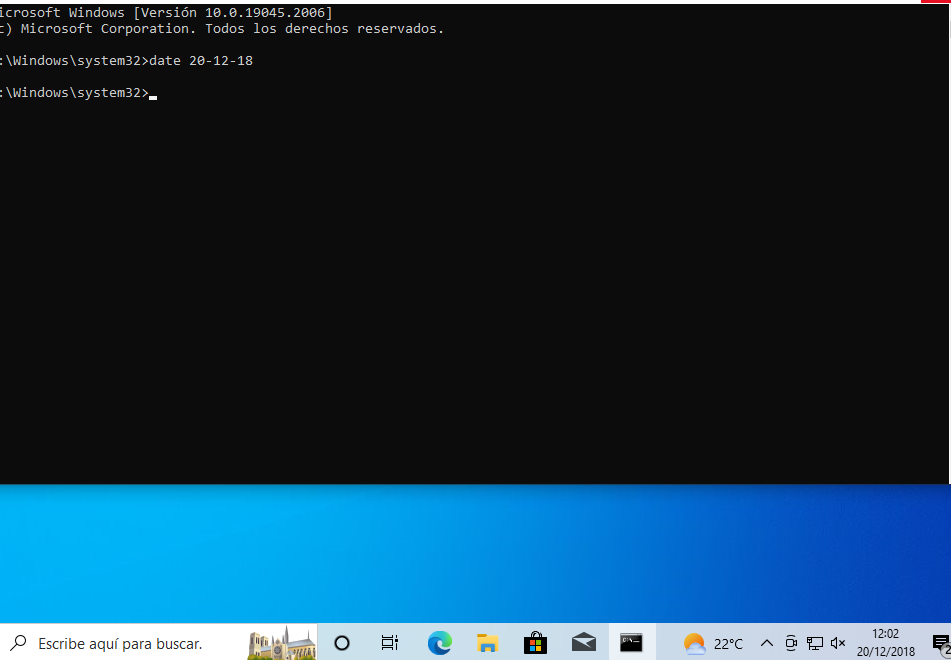 icrosoft Windows [Versión 10.0.19045.2006]
c) Microsoft Corporation. Todos los derechos reservados.
:\Windows\system32>date 20-12-18
:\Windows\system32>
Escribe aquí para buscar.
22°C
12:02
20/12/2018
2